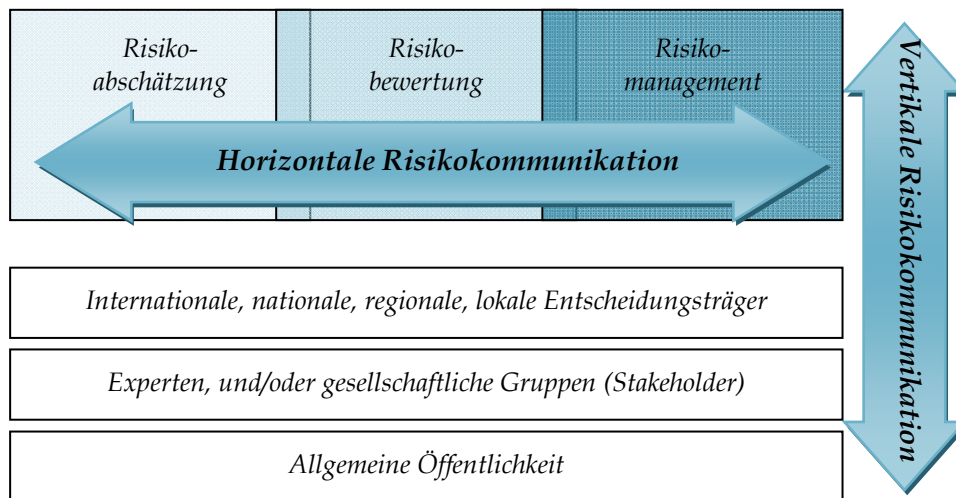 Risiko-
abschätzung
Risiko-
bewertung
Risiko-
management
Horizontale Risikokommunikation
Vertikale Risikokommunikation
Internationale, nationale, regionale, lokale Entscheidungsträger
Experten, und/oder gesellschaftliche Gruppen (Stakeholder)
Allgemeine Öffentlichkeit